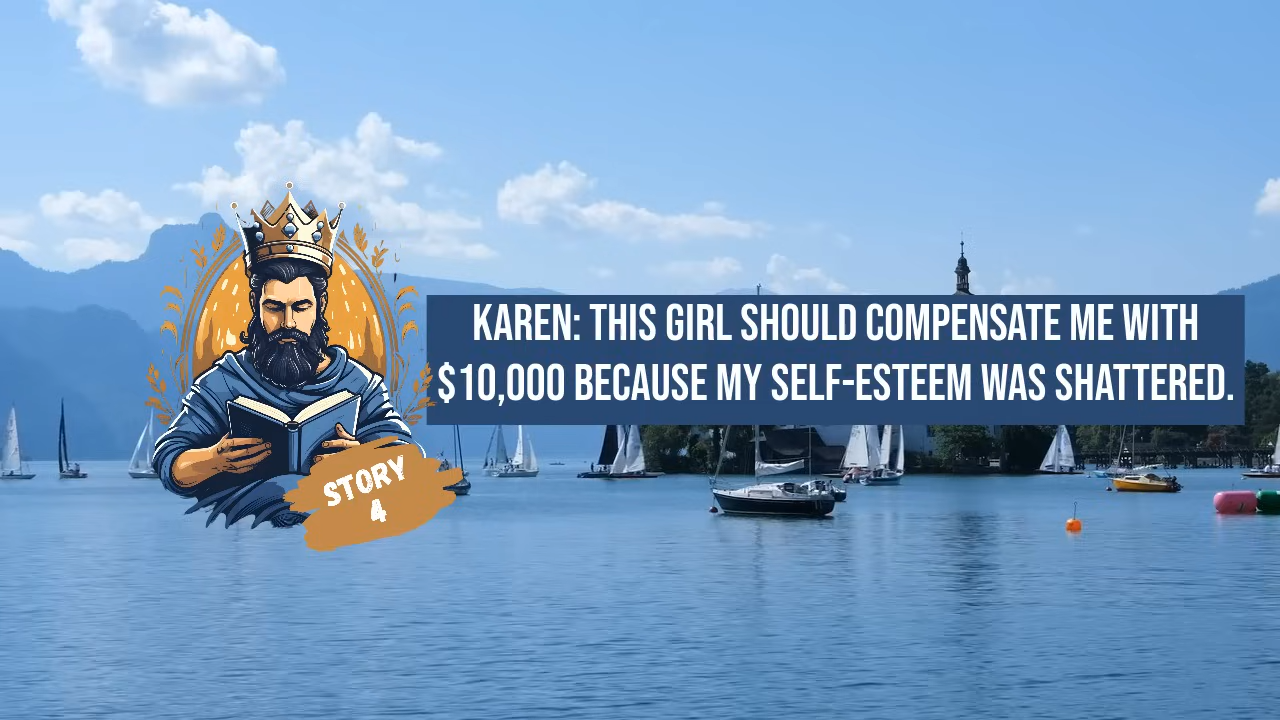 KAREN: THIS GIRL SHOULD COMPENSATE ME WITH
$10,000 BECAUSE MY SELF-ESTEEM WAS SHATTERED.
STORY
4